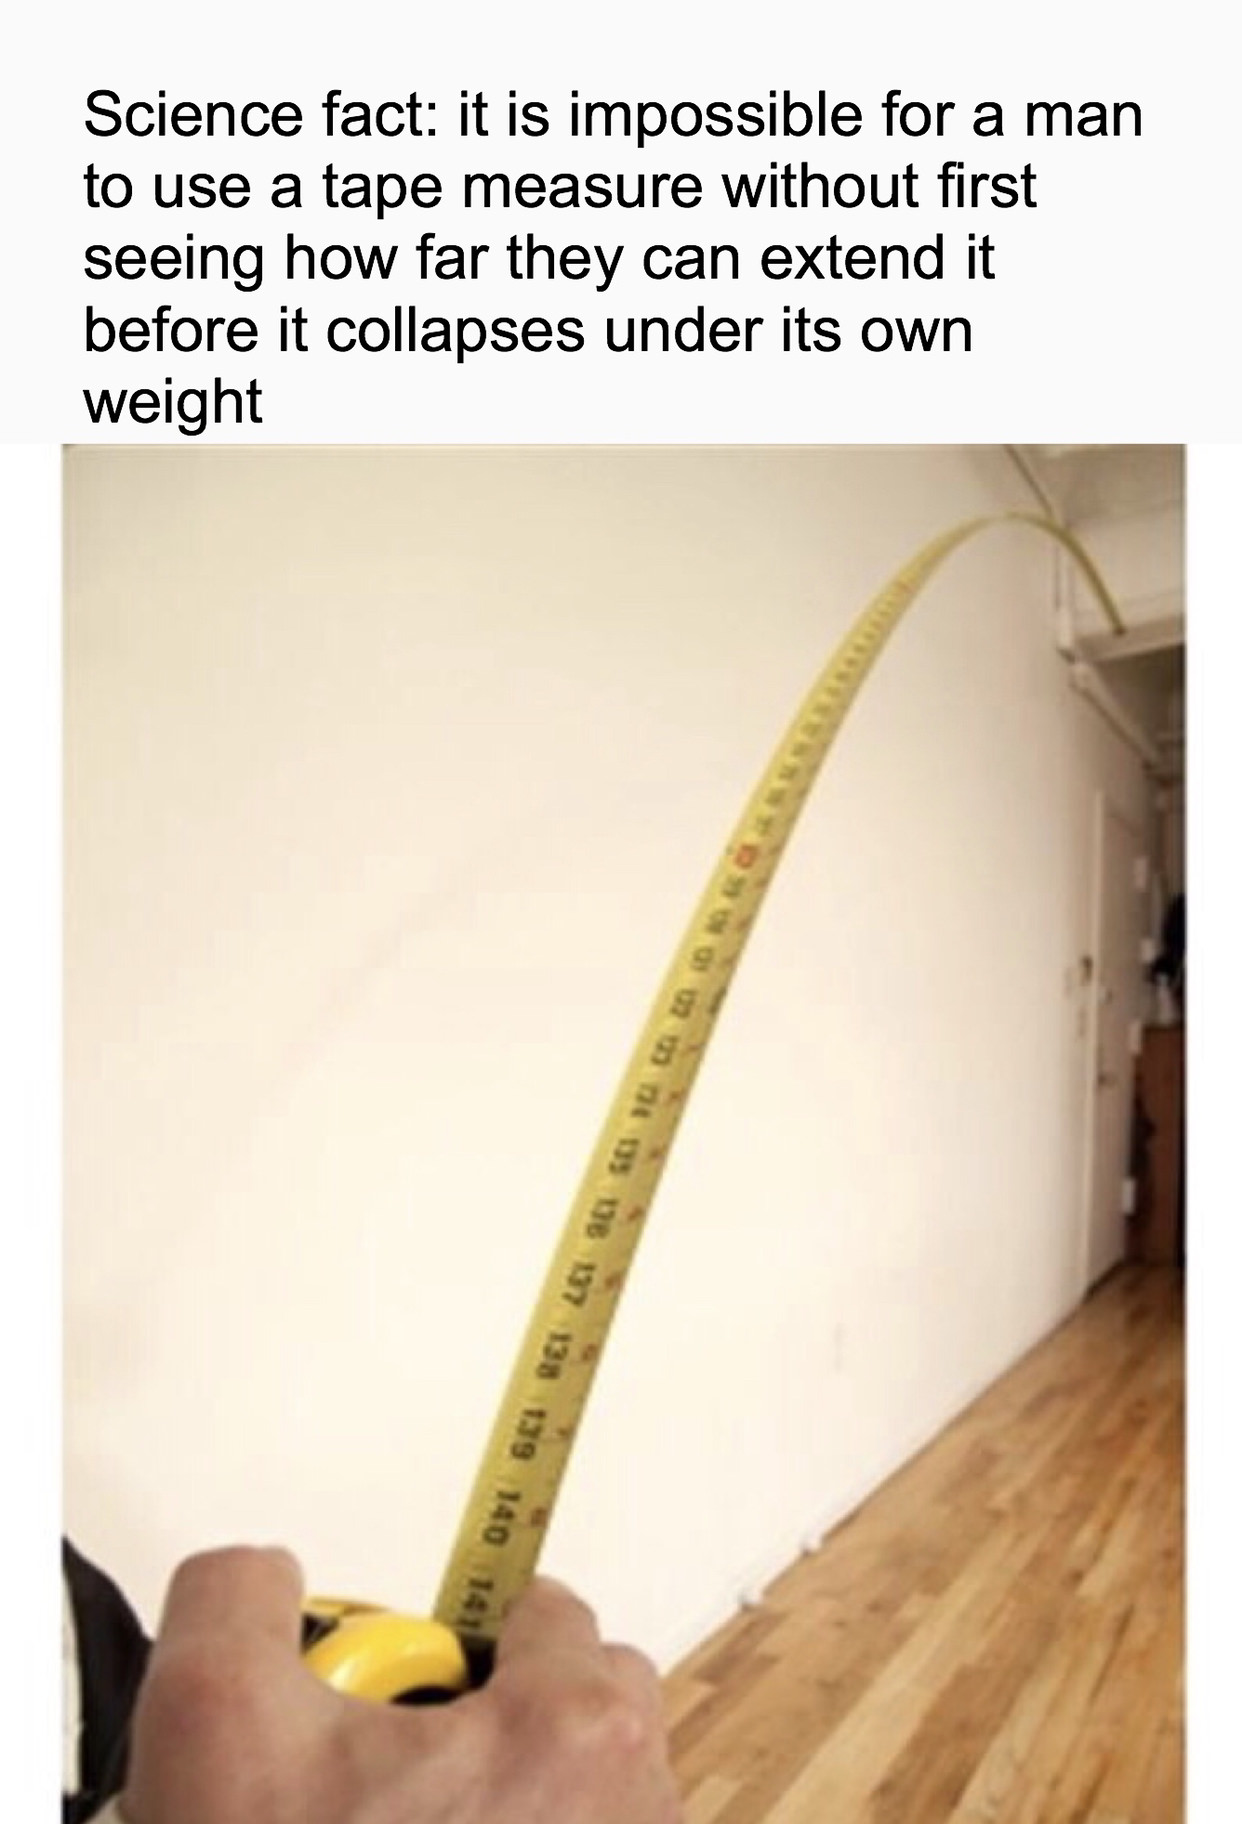 Science fact: it is impossible for a man
to use a tape measure without first
seeing how far they can extend it
before it collapses under its own
weight
132
133
134
135
136
137
138
139
140
141